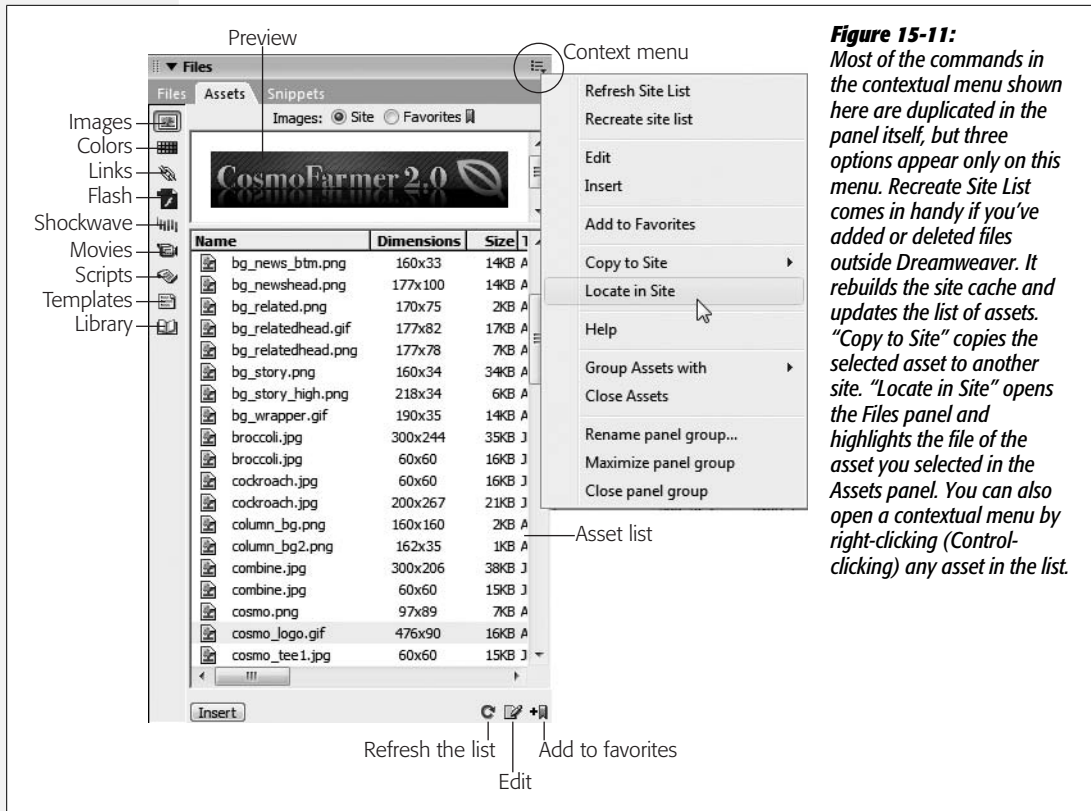 Preview
Context menu
Files
Files Assets Snippets
Images: Site Favorites
Images
Colors
Links
Flash
Shockwave
Movies
Scripts
Templates
Library
CosmoFarmer 2.0
Name Dimensions Size T
bg_news_btm.png 160x33 14KB A
bg_newshead.png 177x100 14KB A
bg_related.png 170x75 2KB A
bg_relatedhead.gif 177x82 17KB A
bg_relatedhead.png 177x78 7KB A
bg_story.png 160x34 34KB A
bg_story_high.png 218x34 6KB A
bg_wrapper.gif 190x35 14KB A
broccoli.jpg 300x244 35KB J
broccoli.jpg 60x60 16KB J
cockroach.jpg 60x60 16KB J
cockroach.jpg 200x267 21KB J
column_bg.png 160x160 2KB A
column_bg2.png 162x35 1KB A
combine.jpg 300x206 38KB J
combine.jpg 60x60 15KB J
cosmo.png 97x89 7KB A
cosmo_logo.gif 476x90 16KB A
cosmo_tee1.jpg 60x60 15KB J
Insert
Refresh the list
Edit
Add to favorites
Asset list
Refresh Site List
Recreate site list
Edit
Insert
Add to Favorites
Copy to Site
Locate in Site
Help
Group Assets with
Close Assets
Rename panel group...
Maximize panel group
Close panel group
Figure 15-11:
Most of the commands in
the contextual menu shown
here are duplicated in the
panel itself, but three
options appear only on this
menu. Recreate Site List
comes in handy if you've
added or deleted files
outside Dreamweaver. It
rebuilds the site cache and
updates the list of assets.
"Copy to Site" copies the
selected asset to another
site. "Locate in Site" opens
the Files panel and
highlights the file of the
asset you selected in the
Assets panel. You can also
open a contextual menu by
right-clicking (Control-
clicking) any asset in the list.